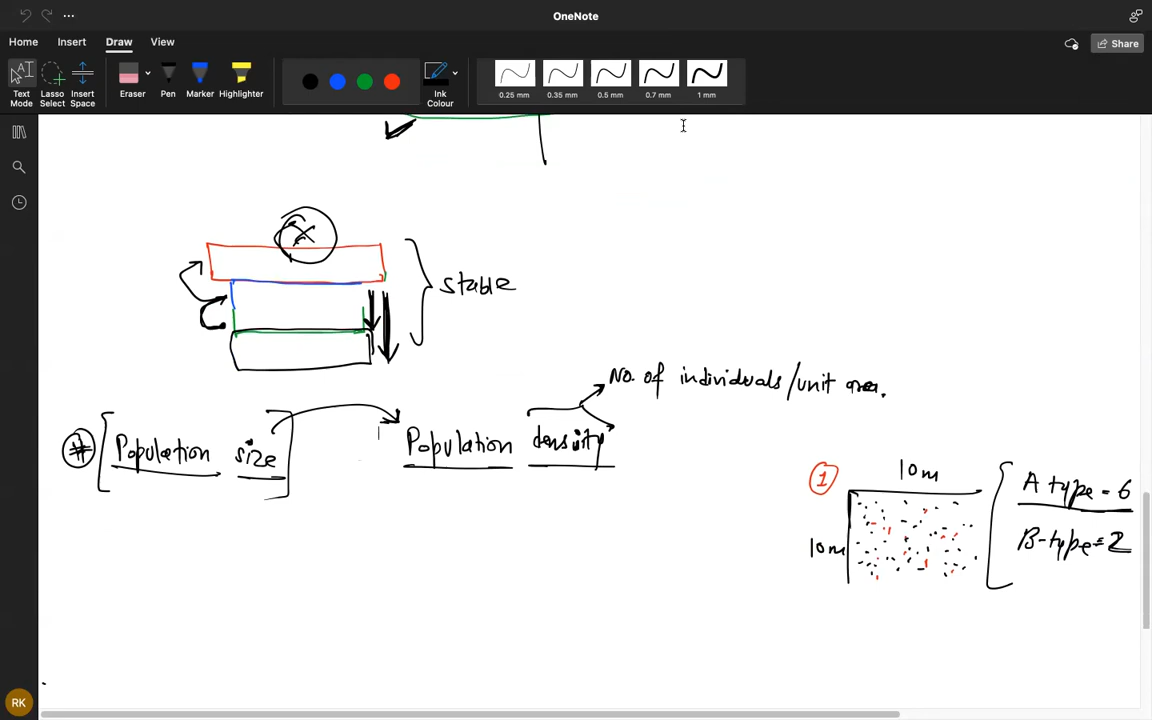 OneNote
Home Insert Draw View
Share
Text Mode
Lasso Select
Insert Space
Eraser
Pen
Marker
Highlighter
Ink Colour
0.25 mm
0.35 mm
0.5 mm
0.7 mm
1 mm
stable
No. of individuals/unit area.
Population size
Population density
1
10m
10m
A type = 6
B-type = 2
RK